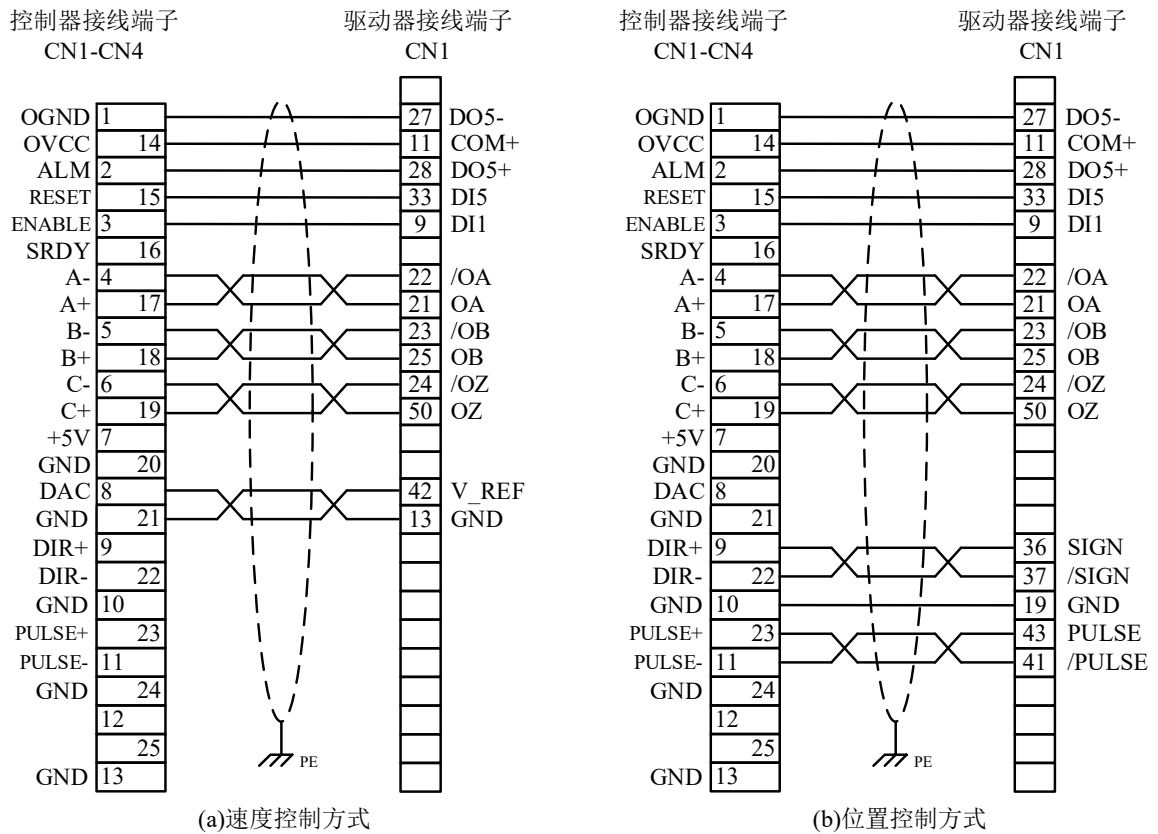 控制器接线端子
CN1-CN4
驱动器接线端子
CN1
OGND 1 27 DO5-
OVCC 14 11 COM+
ALM 2 28 DO5+
RESET 15 33 DI5
ENABLE 3 9 DI1
SRDY 16
A- 4 22 /OA
A+ 17 21 OA
B- 5 23 /OB
B+ 18 25 OB
C- 6 24 /OZ
C+ 19 50 OZ
+5V 7
GND 20
DAC 8 42 V_REF
GND 21 13 GND
DIR+ 9
DIR- 22
GND 10
PULSE+ 23
PULSE- 11
GND 24
12
25
GND 13
PE
(a)速度控制方式
控制器接线端子
CN1-CN4
驱动器接线端子
CN1
OGND 1 27 DO5-
OVCC 14 11 COM+
ALM 2 28 DO5+
RESET 15 33 DI5
ENABLE 3 9 DI1
SRDY 16
A- 4 22 /OA
A+ 17 21 OA
B- 5 23 /OB
B+ 18 25 OB
C- 6 24 /OZ
C+ 19 50 OZ
+5V 7
GND 20
DAC 8
GND 21
DIR+ 9 36 SIGN
DIR- 22 37 /SIGN
GND 10 19 GND
PULSE+ 23 43 PULSE
PULSE- 11 41 /PULSE
GND 24
12
25
GND 13
PE
(b)位置控制方式